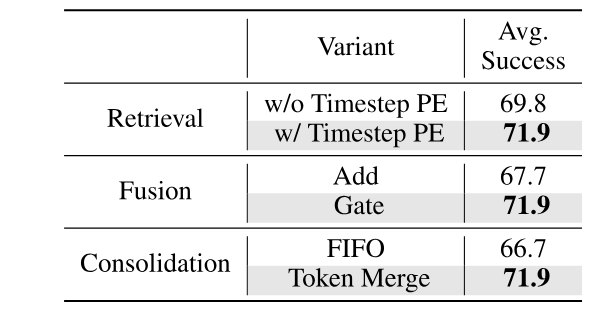 Variant Avg. Success
Retrieval w/o Timestep PE 69.8
w/ Timestep PE 71.9
Fusion Add 67.7
Gate 71.9
Consolidation FIFO 66.7
Token Merge 71.9